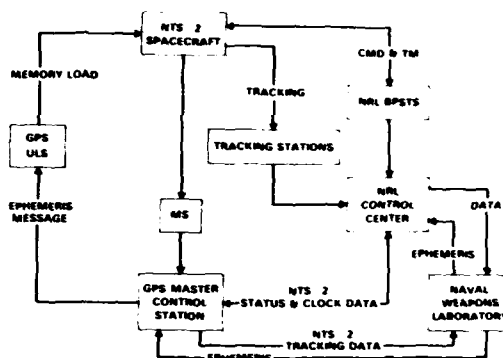 NTS 2
SPACECRAFT
CMD & TM
MEMORY LOAD
TRACKING
NRL BPSTS
GPS
ULS
TRACKING STATIONS
EPHEMERIS
MESSAGE
MS
NRL
CONTROL
CENTER
DATA
EPHEMERIS
GPS MASTER
CONTROL
STATION
NTS 2
STATUS & CLOCK DATA
NAVAL
WEAPONS
LABORATORY
NTS 2
TRACKING DATA
EPHEMERIS